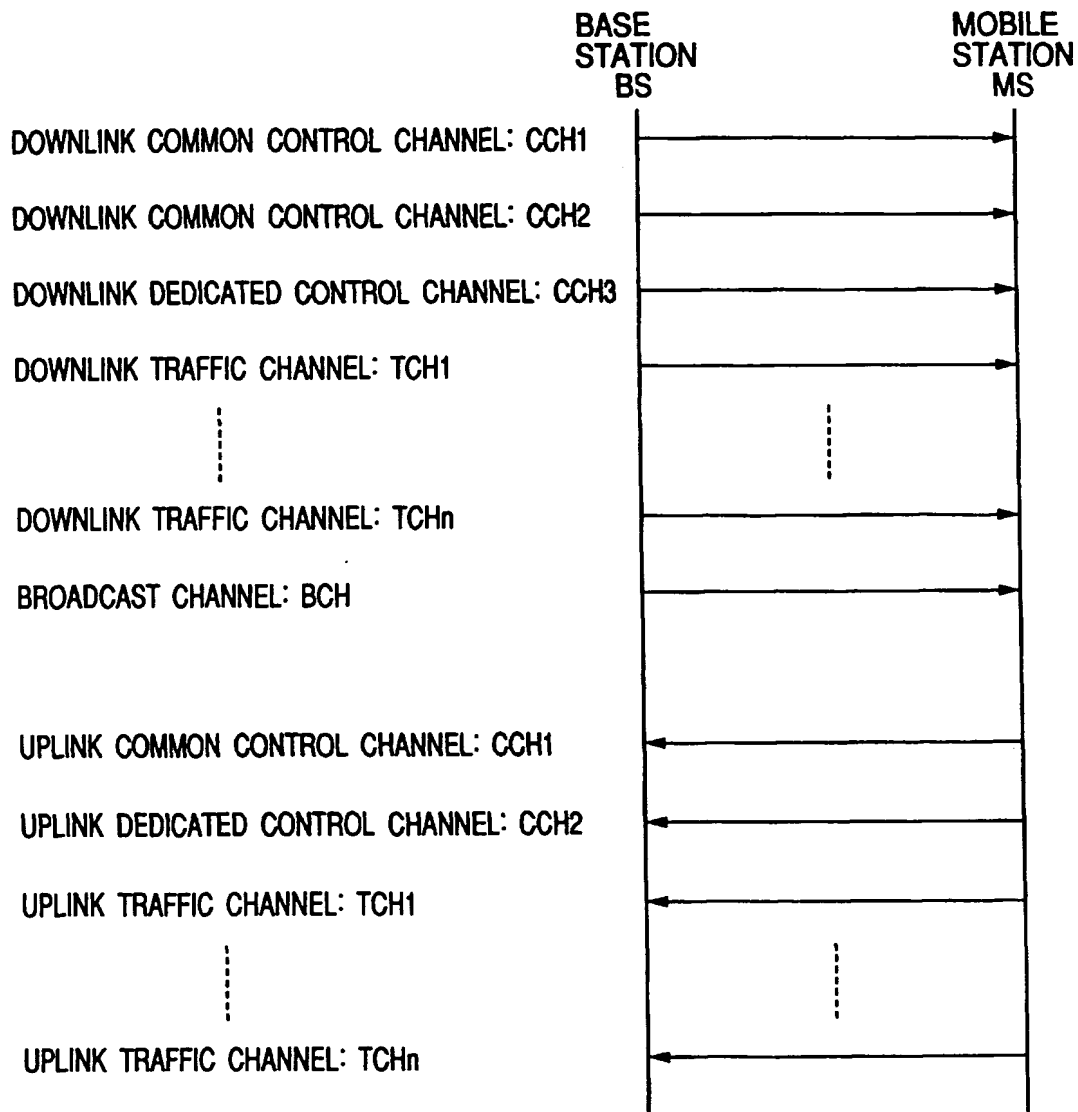 BASE
STATION
BS
MOBILE
STATION
MS
DOWNLINK COMMON CONTROL CHANNEL: CCH1
DOWNLINK COMMON CONTROL CHANNEL: CCH2
DOWNLINK DEDICATED CONTROL CHANNEL: CCH3
DOWNLINK TRAFFIC CHANNEL: TCH1
DOWNLINK TRAFFIC CHANNEL: TCHn
BROADCAST CHANNEL: BCH
UPLINK COMMON CONTROL CHANNEL: CCH1
UPLINK DEDICATED CONTROL CHANNEL: CCH2
UPLINK TRAFFIC CHANNEL: TCH1
UPLINK TRAFFIC CHANNEL: TCHn